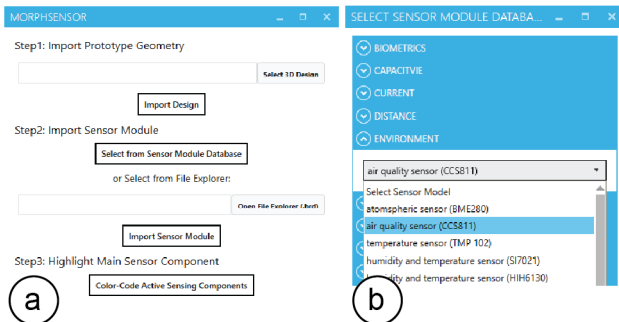 MORPHSENSOR
Step1: Import Prototype Geometry
Select 3D Design
Import Design
Step2: Import Sensor Module
Select from Sensor Module Database
or Select from File Explorer:
Open File Explorer (.brd)
Import Sensor Module
Step3: Highlight Main Sensor Component
Color-Code Active Sensing Components
a
SELECT SENSOR MODULE DATABA...
BIOMETRICS
CAPACITVIE
CURRENT
DISTANCE
ENVIRONMENT
air quality sensor (CCS811)
Select Sensor Model
atomspheric sensor (BME280)
air quality sensor (CCS811)
temperature sensor (TMP 102)
humidity and temperature sensor (SI7021)
humidity and temperature sensor (HIH6130)
b